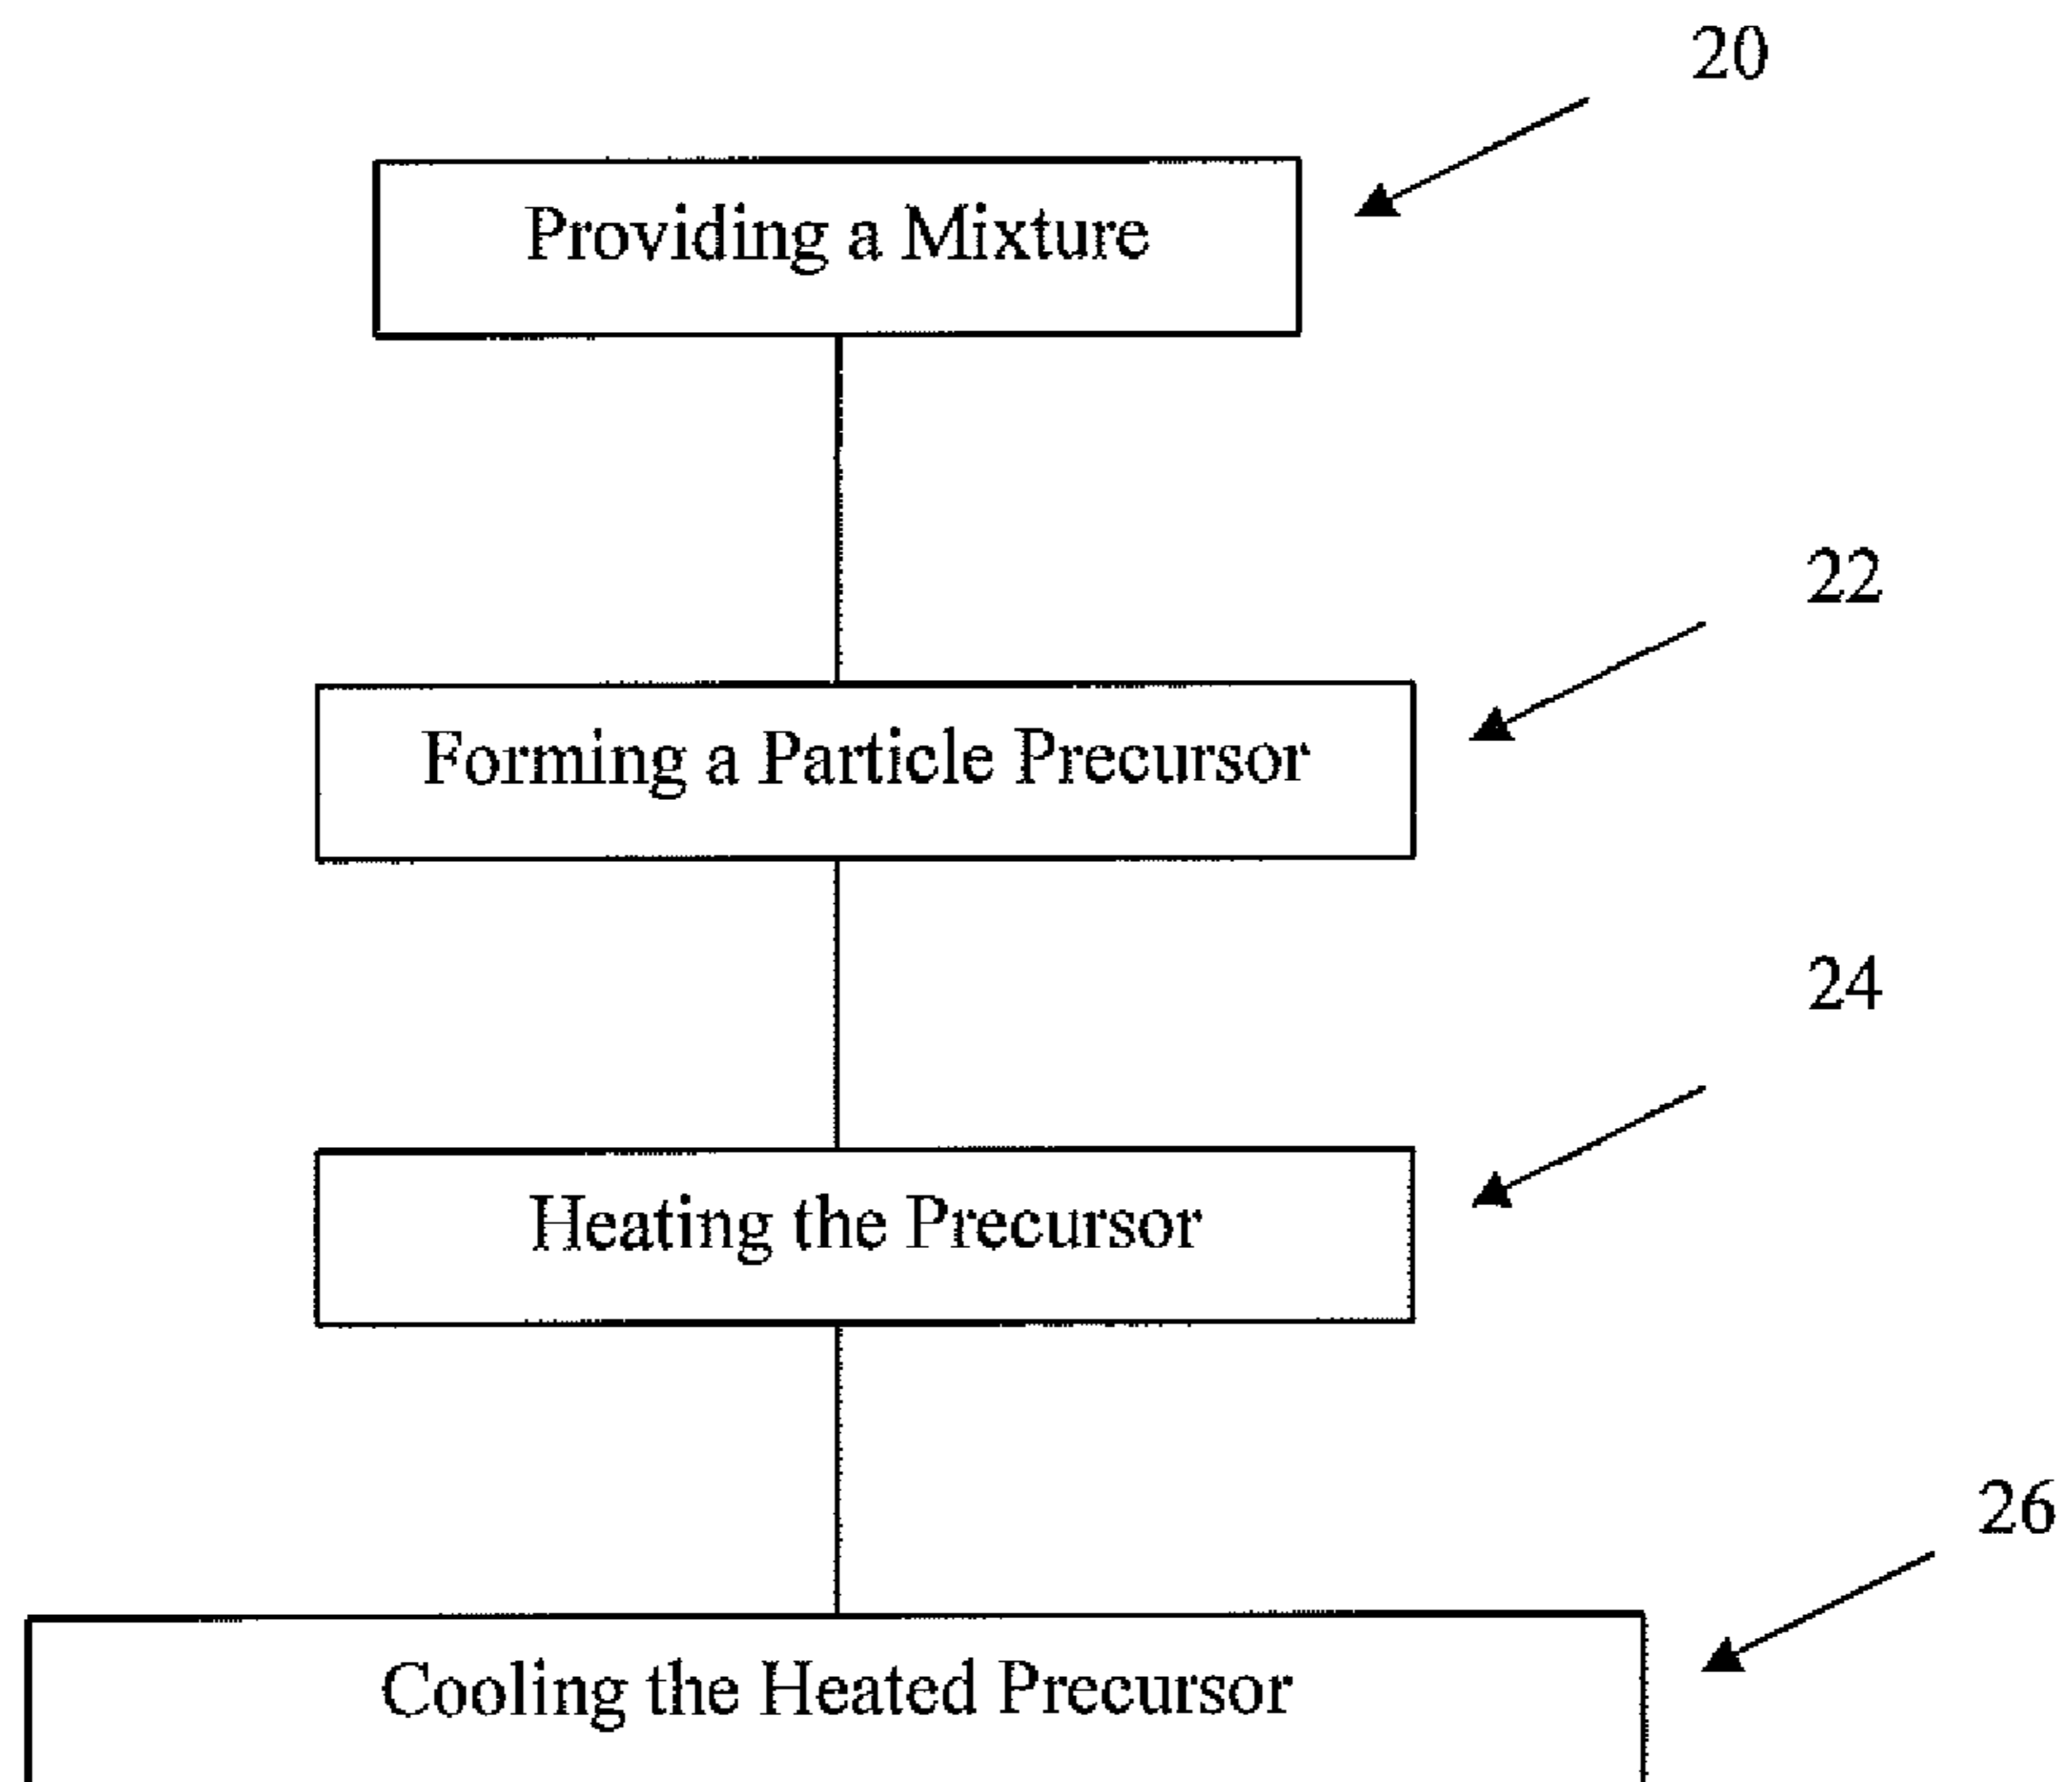 20
Providing a Mixture
22
Forming a Particle Precursor
24
Heating the Precursor
26
Cooling the Heated Precursor